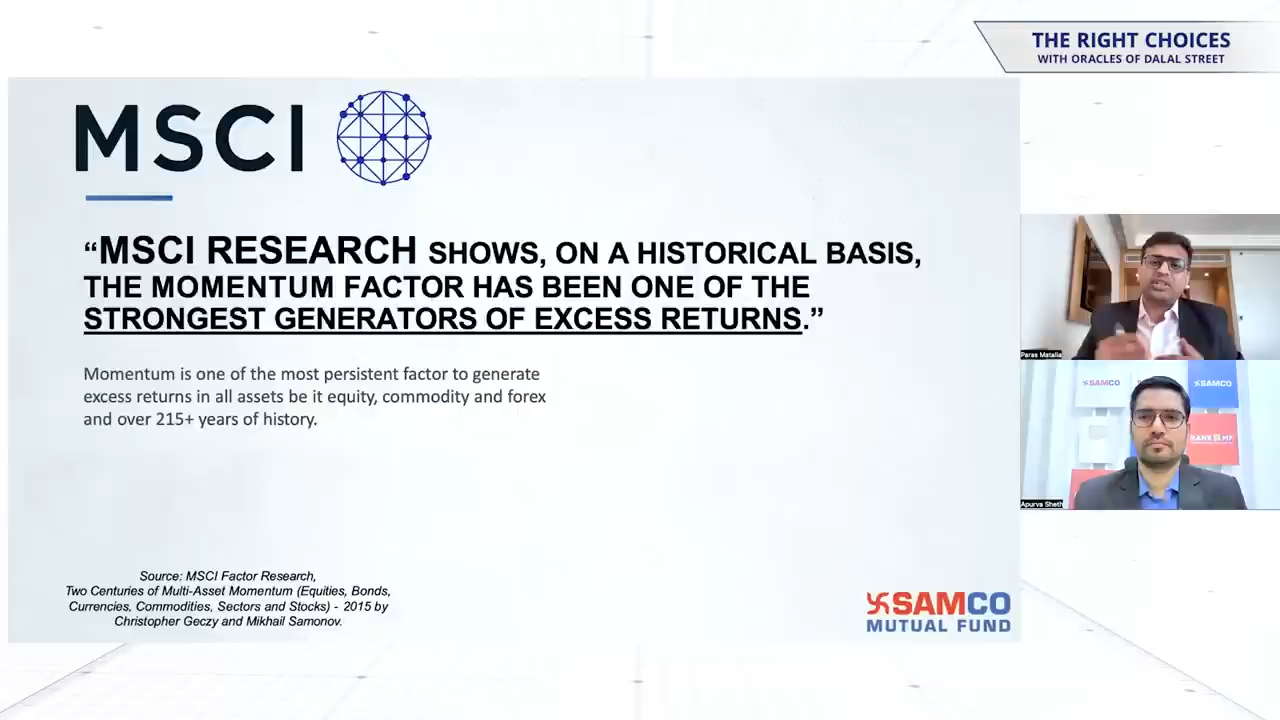 THE RIGHT CHOICES
WITH ORACLES OF DALAL STREET
MSCI
“MSCI RESEARCH SHOWS, ON A HISTORICAL BASIS,
THE MOMENTUM FACTOR HAS BEEN ONE OF THE
STRONGEST GENERATORS OF EXCESS RETURNS.”
Momentum is one of the most persistent factor to generate
excess returns in all assets be it equity, commodity and forex
and over 215+ years of history.
Source: MSCI Factor Research,
Two Centuries of Multi-Asset Momentum (Equities, Bonds,
Currencies, Commodities, Sectors and Stocks) - 2015 by
Christopher Geczy and Mikhail Samonov.
SAMCO
MUTUAL FUND
Paras Matalia
SAMCO
SAMCO
RANK MF
Apurva Sheth